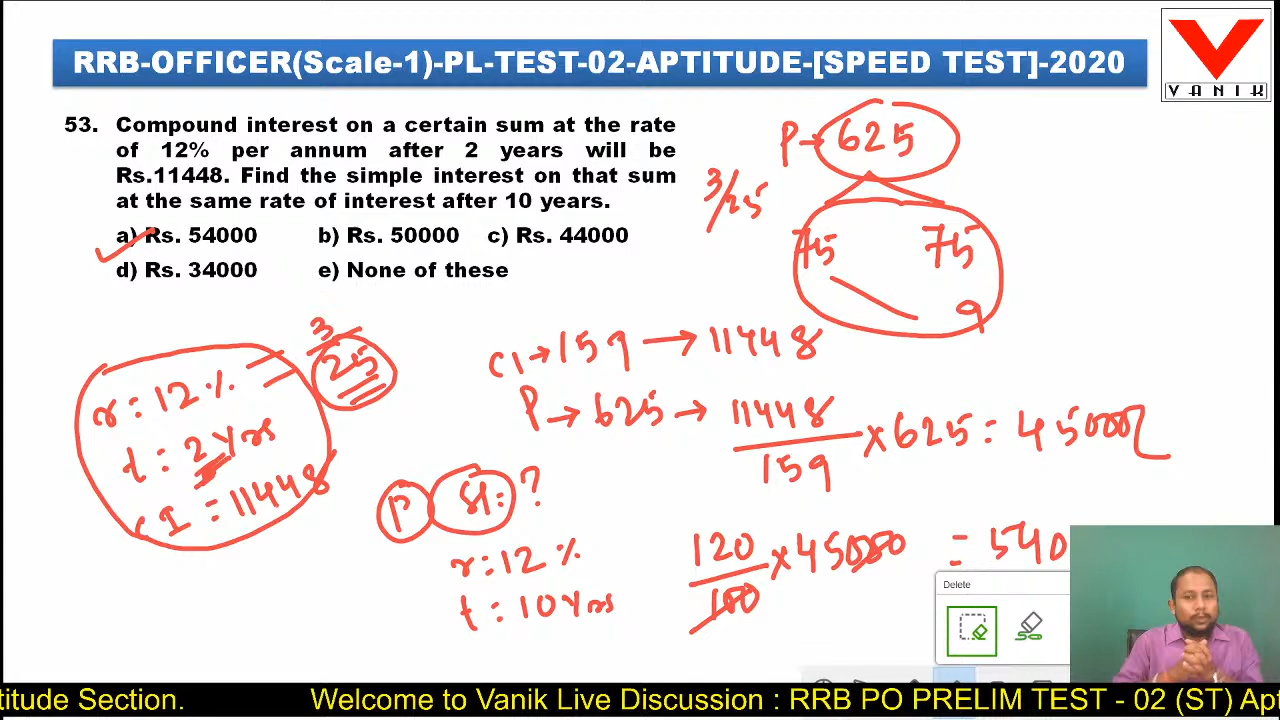 RRB-OFFICER(Scale-1)-PL-TEST-02-APTITUDE-[SPEED TEST]-2020
VANIK
53. Compound interest on a certain sum at the rate
of 12% per annum after 2 years will be
Rs.11448. Find the simple interest on that sum
at the same rate of interest after 10 years.
a) Rs. 54000 b) Rs. 50000 c) Rs. 44000
d) Rs. 34000 e) None of these
P→ 625
3/25
75 75
9
3/25
r = 12 %
t = 2 Yrs
CI = 11448
CI → 159 → 11448
P → 625 → 11448/159 × 625 = 45000
P SI = ?
r = 12 %
t = 10 Yrs
120/100 × 45000 = 540
Delete
titude Section. Welcome to Vanik Live Discussion : RRB PO PRELIM TEST - 02 (ST) Apt